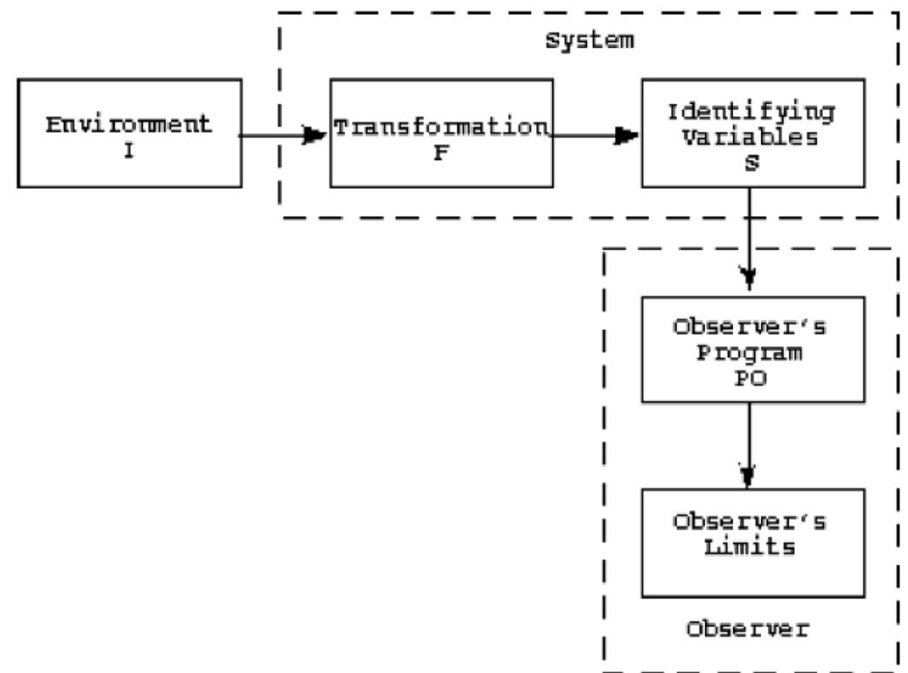 System
Environment
I
Transformation
F
Identifying
Variables
S
Observer's
Program
PO
Observer's
Limits
Observer